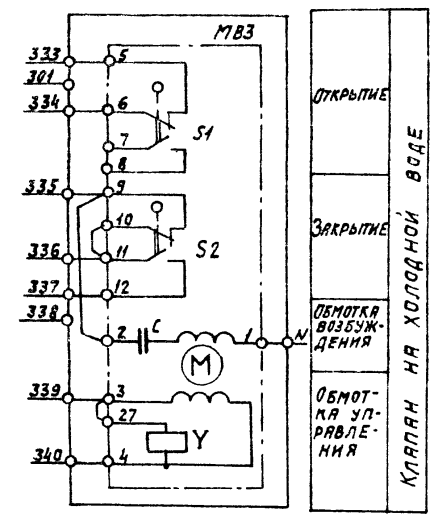 МВ3
333
5
301
334
6
7
S1
8
335
9
10
336
11
S2
337
12
338
2
C
1
N
M
339
3
27
Y
340
4
ОТКРЫТИЕ
ЗАКРЫТИЕ
ОБМОТКА
ВОЗБУЖ-
ДЕНИЯ
ОБМОТ-
КА УП-
РАВЛЕ-
НИЯ
КЛАПАН НА ХОЛОДНОЙ ВОДЕ